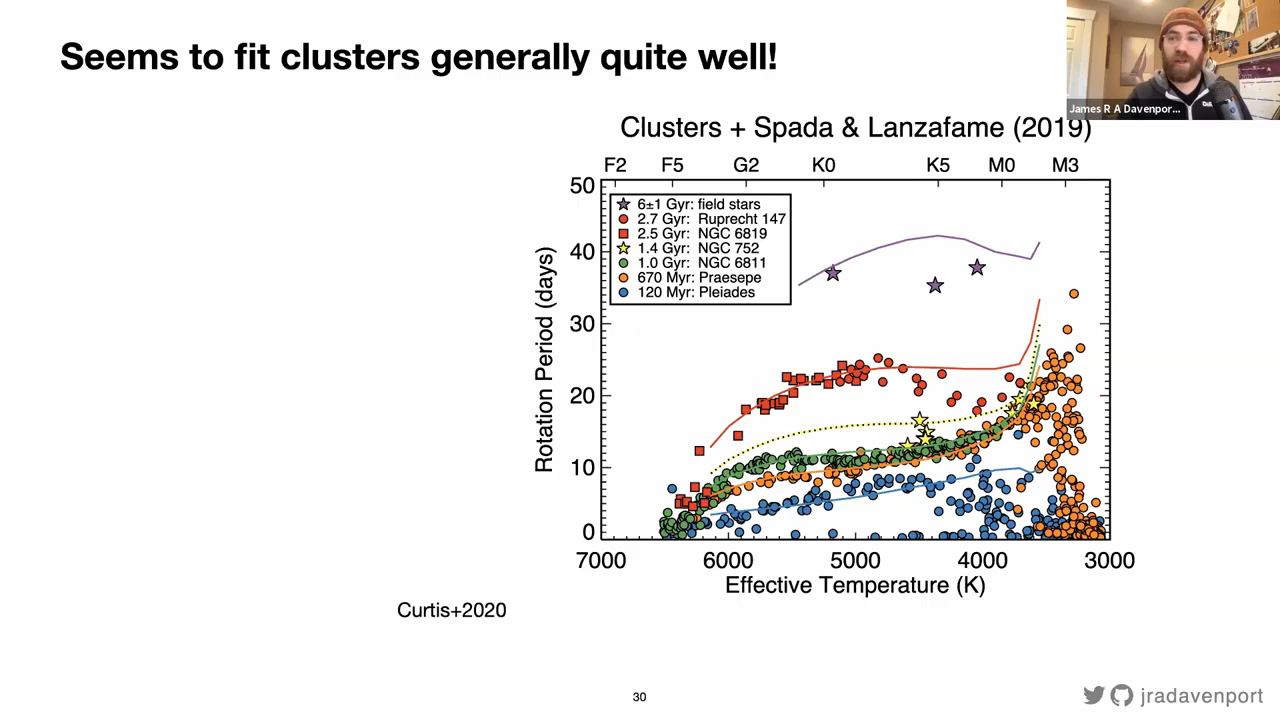 Seems to fit clusters generally quite well!
James R A Davenpor...
Clusters + Spada & Lanzafame (2019)
F2 F5 G2 K0 K5 M0 M3
50
40
30
20
10
0
Rotation Period (days)
6±1 Gyr: field stars
2.7 Gyr: Ruprecht 147
2.5 Gyr: NGC 6819
1.4 Gyr: NGC 752
1.0 Gyr: NGC 6811
670 Myr: Praesepe
120 Myr: Pleiades
7000 6000 5000 4000 3000
Effective Temperature (K)
Curtis+2020
30
jradavenport